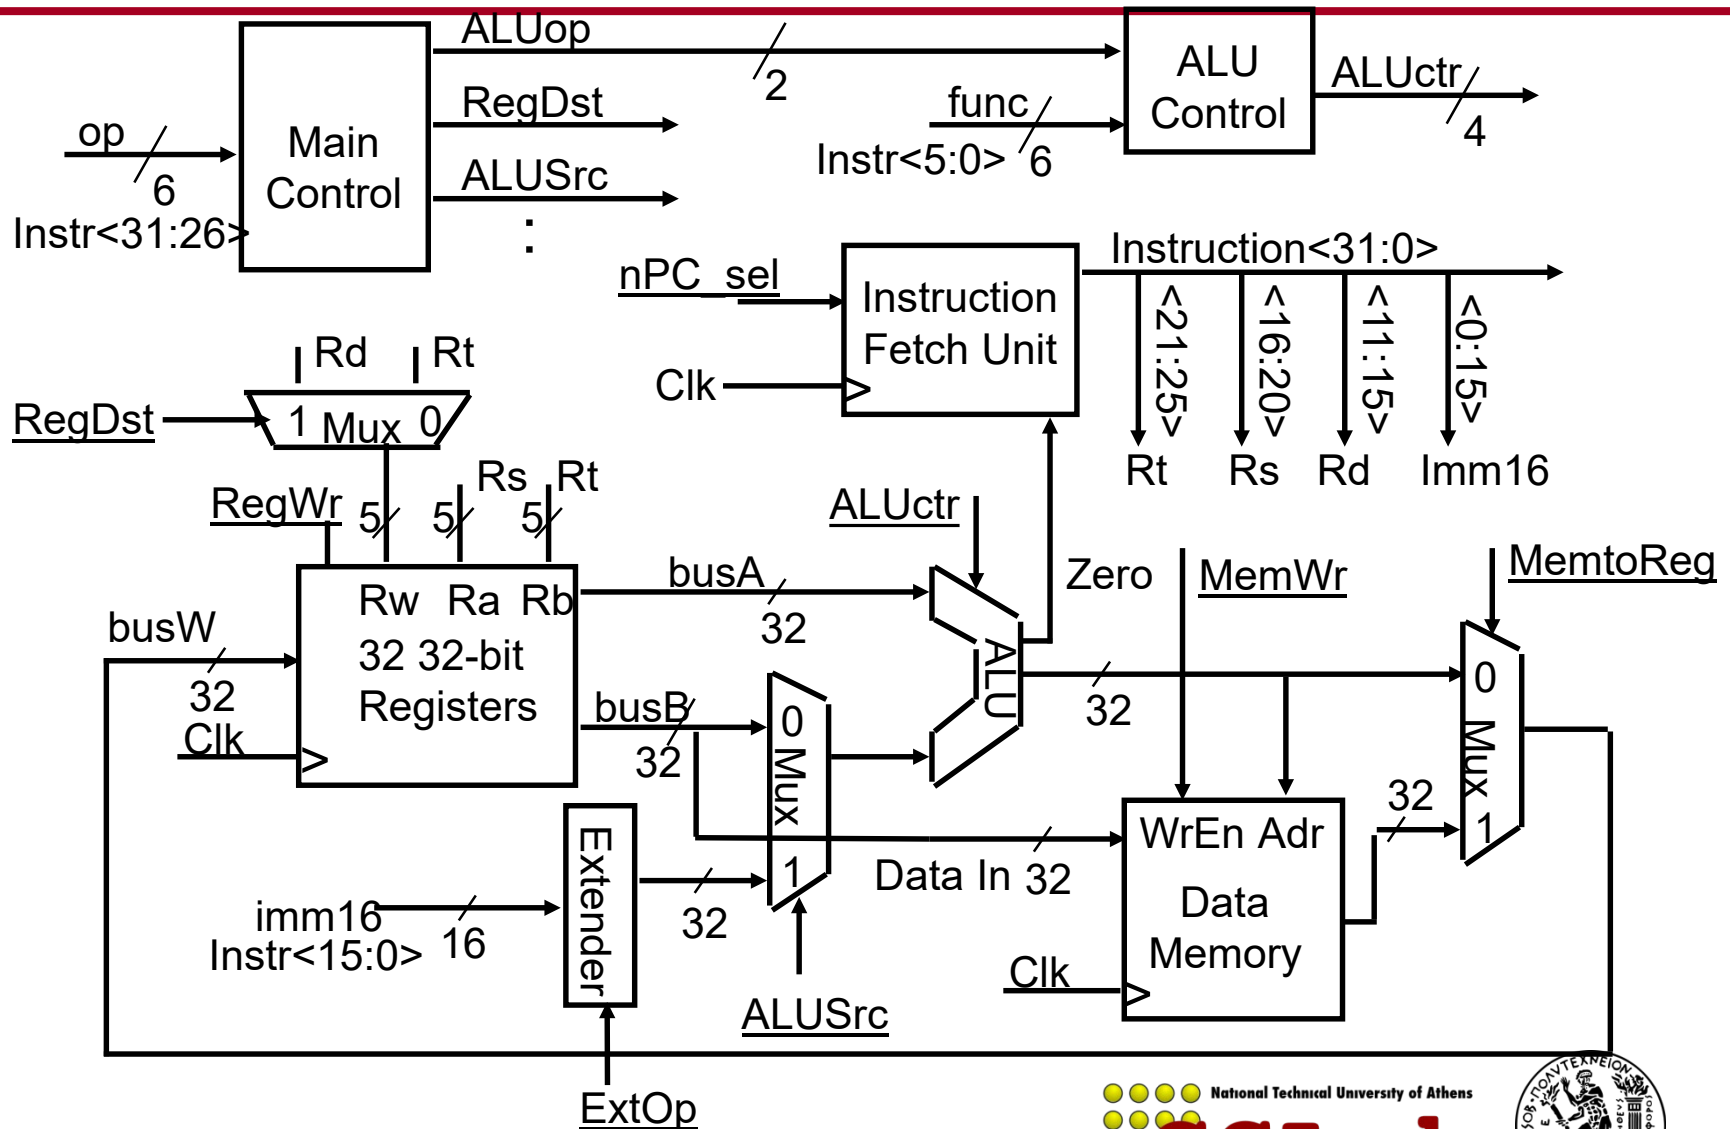 ALUop
2
RegDst
ALUSrc
:
op
6
Instr<31:26>
Main
Control
func
Instr<5:0>
6
ALU
Control
ALUctr
4
nPC_sel
Clk
Instruction
Fetch Unit
Instruction<31:0>
<21:25>
<16:20>
<11:15>
<0:15>
Rt
Rs
Rd
Imm16
Rd
Rt
RegDst
1 Mux 0
RegWr
5
5
5
Rs
Rt
busW
32
Clk
Rw Ra Rb
32 32-bit
Registers
busA
32
busB
32
ALUctr
ALU
Zero
32
MemWr
MemtoReg
0
Mux
1
0
Mux
1
32
imm16
Instr<15:0>
16
Extender
32
ExtOp
ALUSrc
Data In 32
WrEn Adr
Data
Memory
Clk
National Technical University of Athens